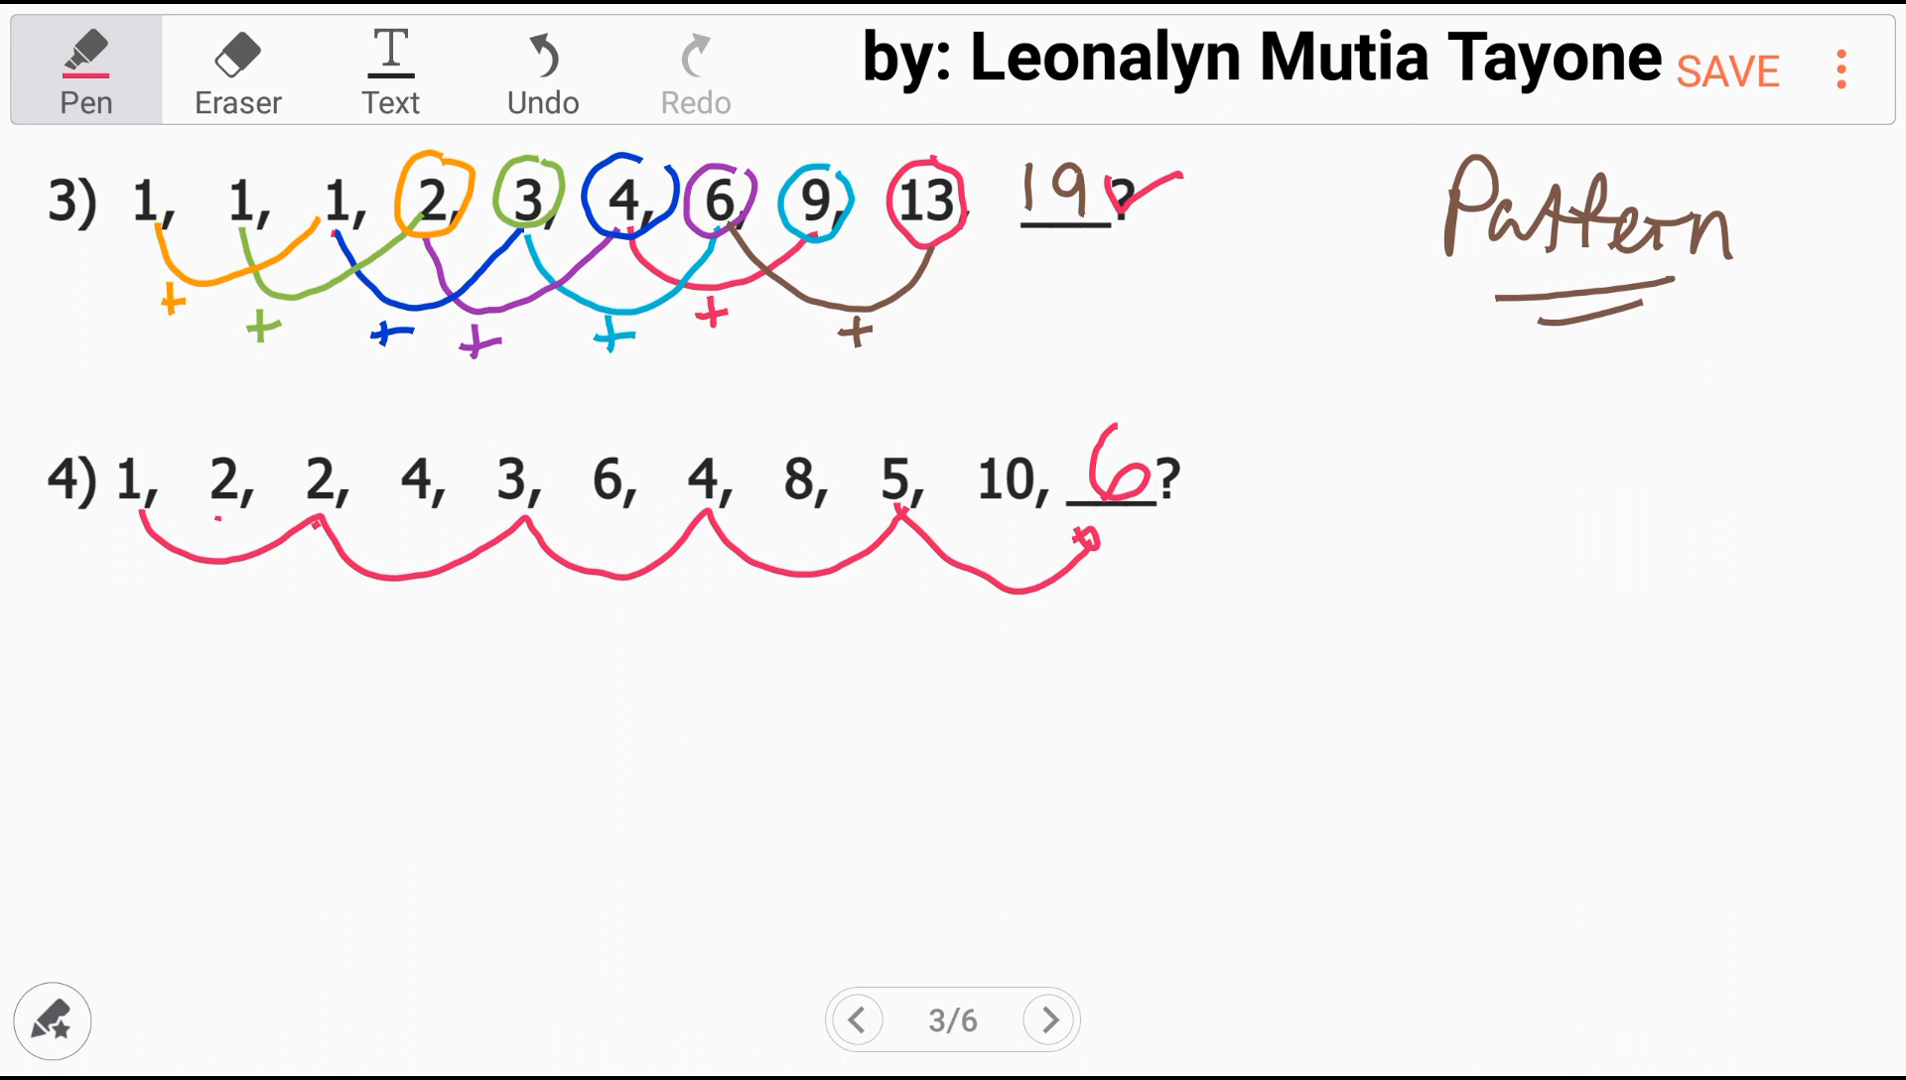 Pen Eraser Text Undo Redo by: Leonalyn Mutia Tayone SAVE
3) 1, 1, 1, 2, 3, 4, 6, 9, 13, 19? Pattern
+ + + + + + +
4) 1, 2, 2, 4, 3, 6, 4, 8, 5, 10, 6?
3/6